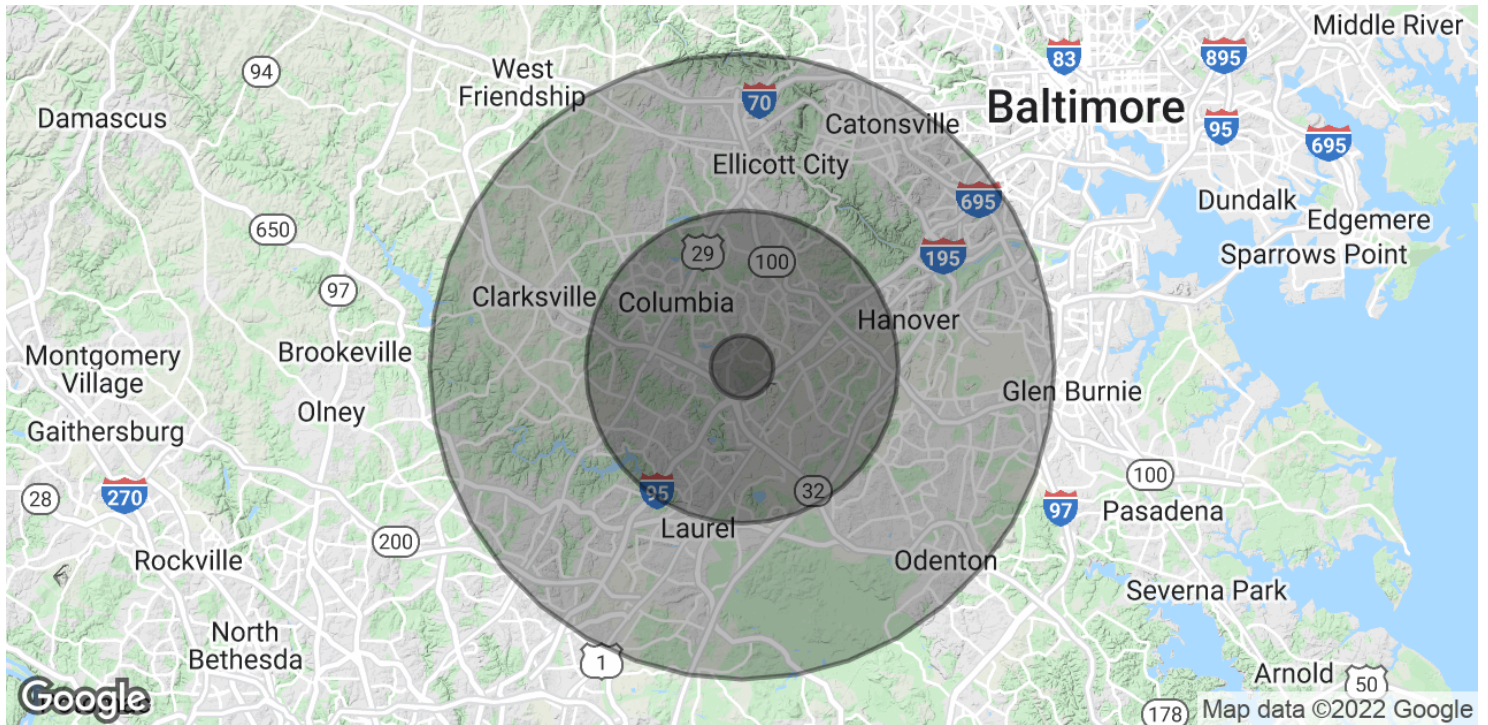 Middle River
83
895
West
Friendship
94
70
Baltimore
Damascus
Catonsville
95
695
Ellicott City
695
Dundalk
Edgemere
650
29
100
195
Sparrows Point
97
Clarksville
Columbia
Hanover
Montgomery
Village
Brookeville
Glen Burnie
Olney
Gaithersburg
28
270
95
32
100
97
Pasadena
Laurel
200
Rockville
Odenton
Severna Park
North
Bethesda
1
Arnold
50
Google
178
Map data ©2022 Google